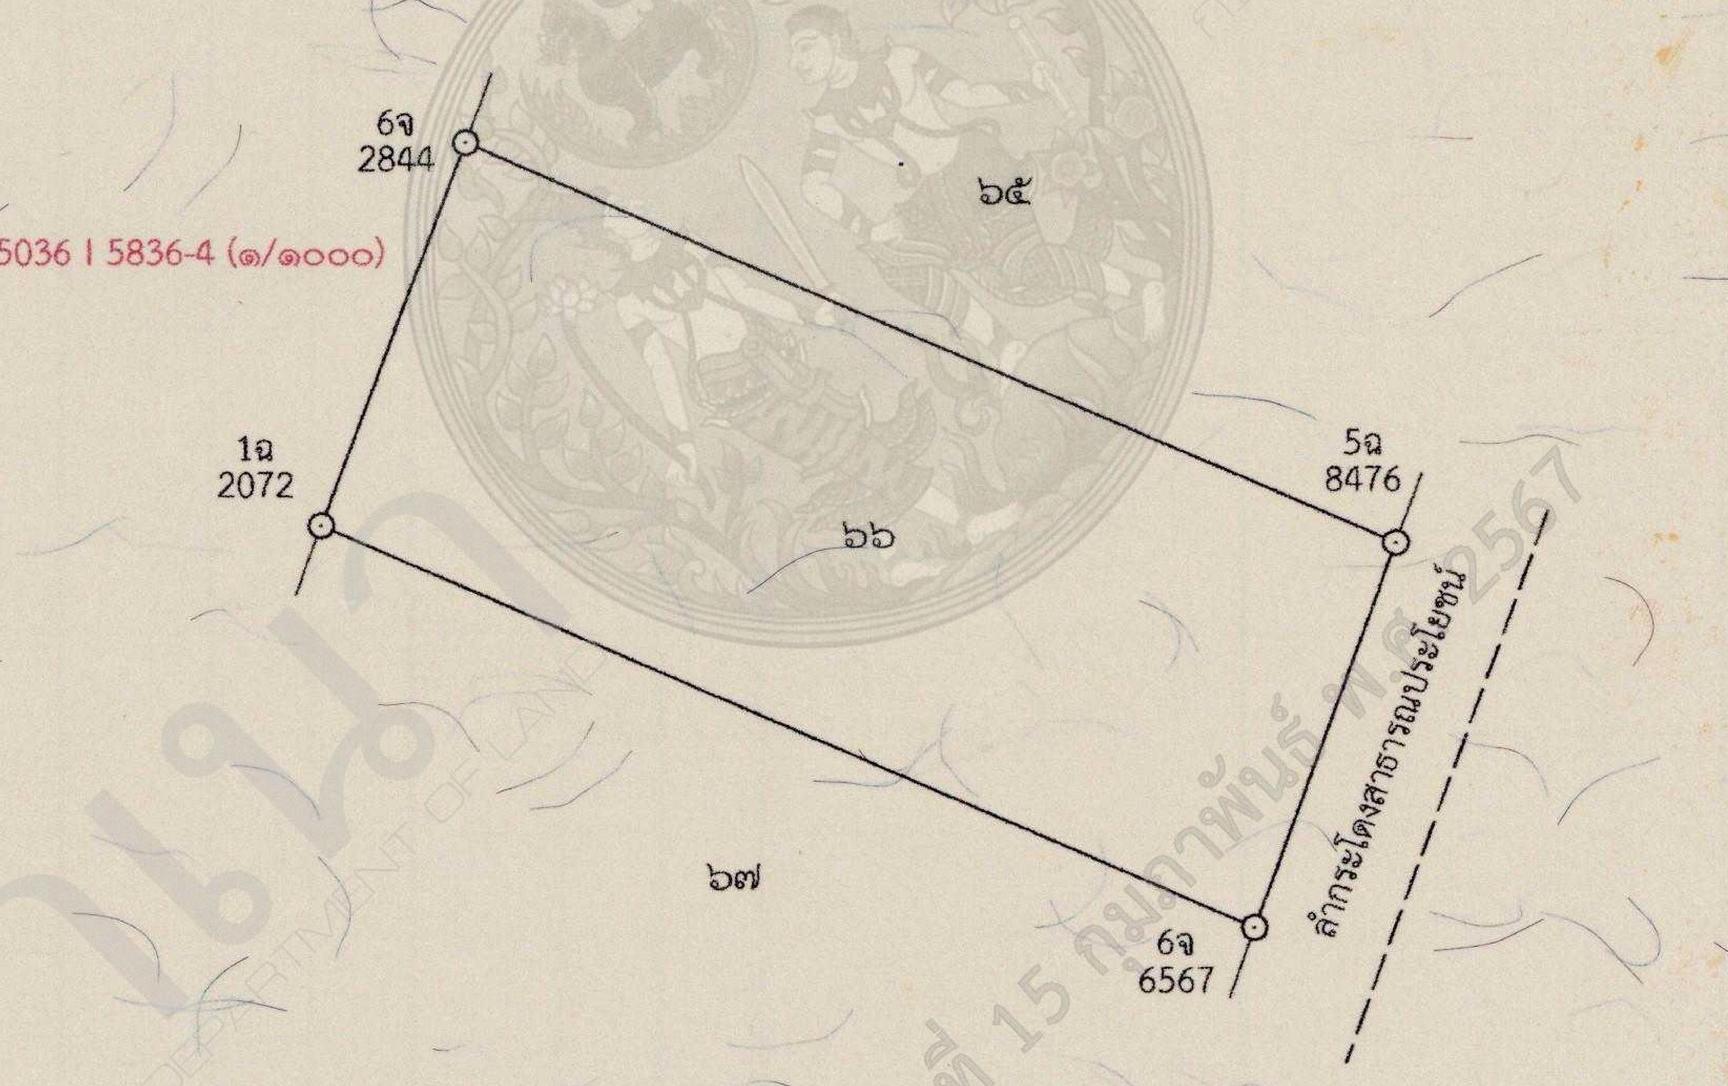 6จ
2844
๖๕
5036 I 5836-4 (๑/๑๐๐๐)
1ฉ
2072
5ฉ
8476
๖๖
ลำกระโดงสาธารณประโยชน์
๖๗
6จ
6567
ที่ 15 กุมภาพันธ์ พ.ศ. 2567
DEPARTMENT OF LANDS